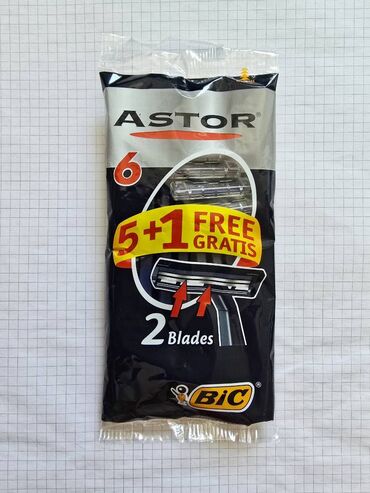 ASTOR®
6
5+1 FREE
GRATIS
2 Blades
BIC®